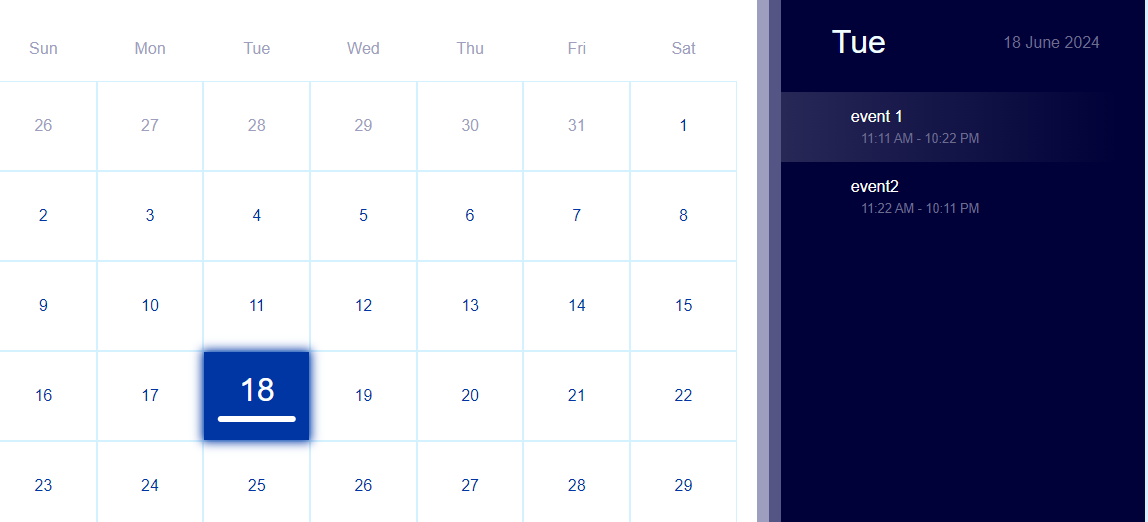 Sun Mon Tue Wed Thu Fri Sat
26 27 28 29 30 31 1
2 3 4 5 6 7 8
9 10 11 12 13 14 15
16 17 18 19 20 21 22
23 24 25 26 27 28 29
Tue 18 June 2024
event 1
11:11 AM - 10:22 PM
event2
11:22 AM - 10:11 PM